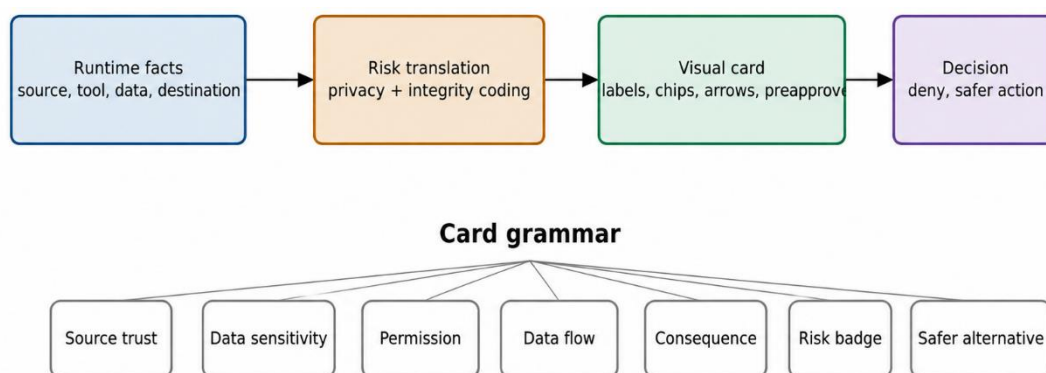 Runtime facts
source, tool, data, destination
Risk translation
privacy + integrity coding
Visual card
labels, chips, arrows, preapprove
Decision
deny, safer action
Card grammar
Source trust
Data sensitivity
Permission
Data flow
Consequence
Risk badge
Safer alternative